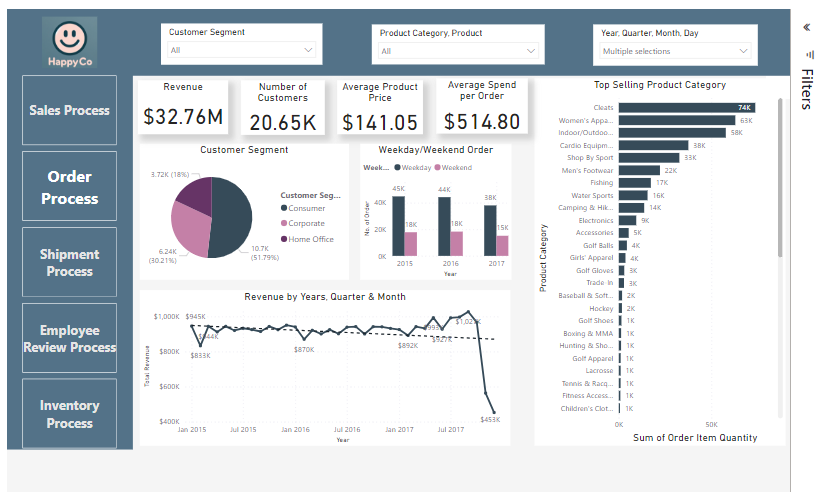 HappyCo
Customer Segment
All
Product Category, Product
All
Year, Quarter, Month, Day
Multiple selections
Filters
Sales Process
Order
Process
Shipment
Process
Employee
Review Process
Inventory
Process
Revenue
$32.76M
Number of
Customers
20.65K
Average Product
Price
$141.05
Average Spend
per Order
$514.80
Customer Segment
3.72K (18%)
6.24K
(30.21%)
10.7K
(51.79%)
Customer Seg...
Consumer
Corporate
Home Office
Weekday/Weekend Order
Week... Weekday Weekend
No. of Order
40K
20K
0K
45K
18K
44K
18K
38K
15K
2015
2016
2017
Year
Revenue by Years, Quarter & Month
Total Revenue
$1,000K
$800K
$600K
$400K
$945K
$833K
$870K
$892K
$927K
$453K
Jan 2015
Jul 2015
Jan 2016
Jul 2016
Jan 2017
Jul 2017
Year
Top Selling Product Category
Product Category
Cleats 74K
Women's Appa... 63K
Indoor/Outdoo... 58K
Cardio Equipm... 38K
Shop By Sport 33K
Men's Footwear 22K
Fishing 17K
Water Sports 16K
Camping & Hik... 14K
Electronics 9K
Accessories 5K
Golf Balls 4K
Girls' Apparel 4K
Golf Gloves 3K
Trade-In 3K
Baseball & Soft... 2K
Hockey 2K
Golf Shoes 1K
Boxing & MMA 1K
Hunting & Sho... 1K
Golf Apparel 1K
Lacrosse 1K
Tennis & Racq... 1K
Fitness Access... 1K
Children's Clot... 1K
0K
50K
Sum of Order Item Quantity